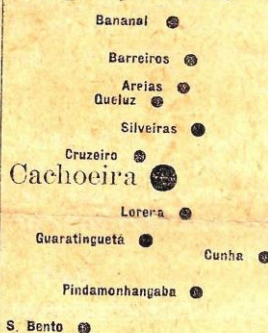 Bananal
Barreiros
Areias
Queluz
Silveiras
Cruzeiro
Cachoeira
Lorena
Guaratinguetá
Cunha
Pindamonhangaba
S. Bento